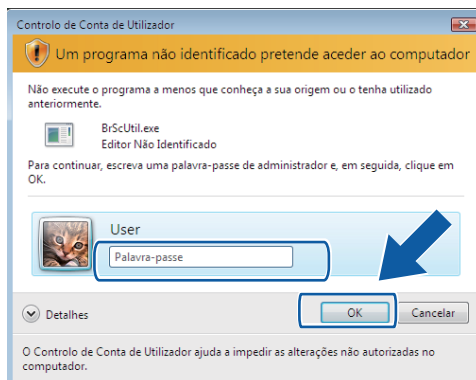 Controlo de Conta de Utilizador
Um programa não identificado pretende aceder ao computador
Não execute o programa a menos que conheça a sua origem ou o tenha utilizado
anteriormente.
BrScUtil.exe
Editor Não Identificado
Para continuar, escreva uma palavra-passe de administrador e, em seguida, clique em
OK.
User
Palavra-passe
Detalhes
OK
Cancelar
O Controlo de Conta de Utilizador ajuda a impedir as alterações não autorizadas no
computador.